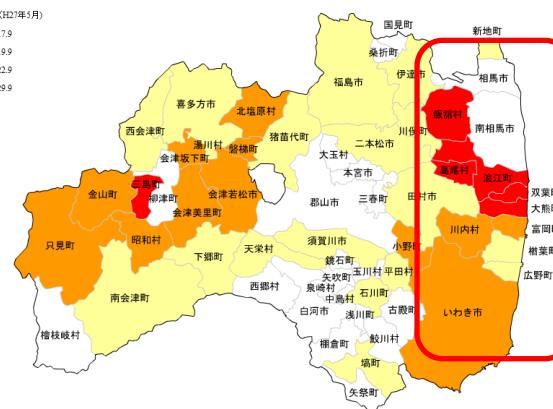 (H27年5月)
17.9
19.9
22.9
29.9
国見町
新地町
桑折町
伊達市
相馬市
福島市
喜多方市
北塩原村
飯舘村
西会津町
猪苗代町
川俣町
南相馬市
湯川村
磐梯町
二本松市
会津坂下町
大玉村
葛尾村
本宮市
浪江町
三島町
金山町
柳津町
会津若松市
郡山市
三春町
田村市
双葉町
大熊町
会津美里町
富岡町
川内村
只見町
昭和村
須賀川市
小野町
天栄村
楢葉町
下郷町
鏡石町
玉川村
平田村
広野町
西郷村
矢吹町
泉崎村
石川町
南会津町
中島村
古殿町
白河市
浅川町
いわき市
檜枝岐村
棚倉町
鮫川村
塙町
矢祭町